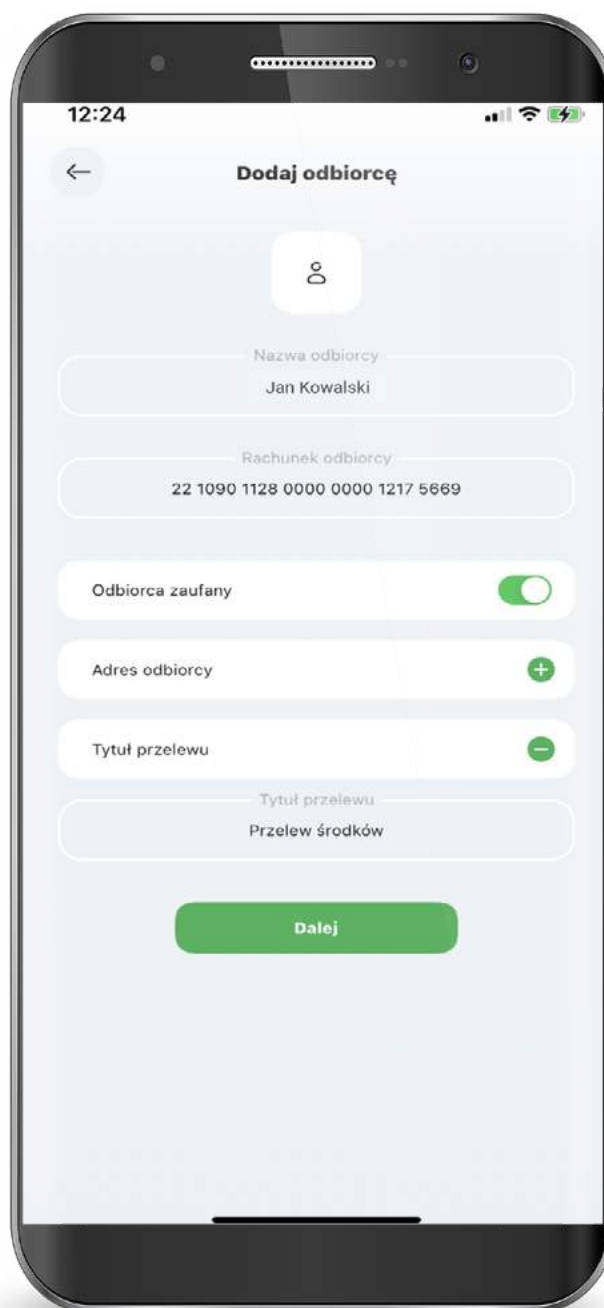 12:24
Dodaj odbiorcę
Nazwa odbiorcy
Jan Kowalski
Rachunek odbiorcy
22 1090 1128 0000 0000 1217 5669
Odbiorca zaufany
Adres odbiorcy
Tytuł przelewu
Tytuł przelewu
Przelew środków
Dalej